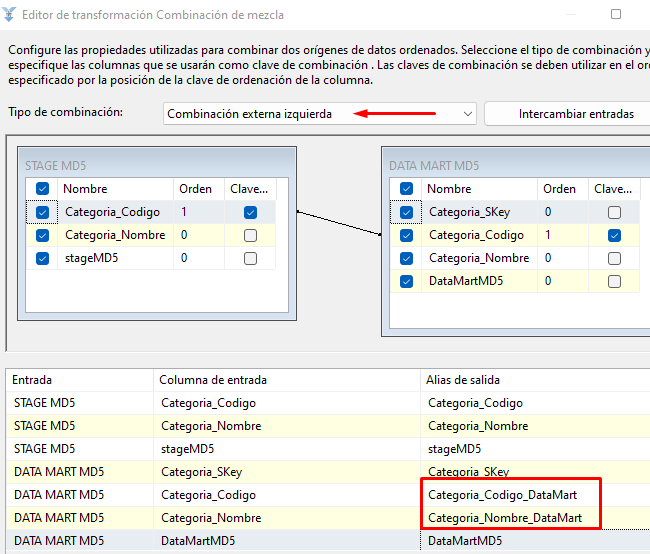 Editor de transformación Combinación de mezcla
Configure las propiedades utilizadas para combinar dos orígenes de datos ordenados. Seleccione el tipo de combinación y
especifique las columnas que se usarán como clave de combinación . Las claves de combinación se deben utilizar en el or
especificado por la posición de la clave de ordenación de la columna.
Tipo de combinación: Combinación externa izquierda Intercambiar entradas
STAGE MD5
Nombre Orden Clave...
Categoria_Codigo 1
Categoria_Nombre 0
stageMD5 0
DATA MART MD5
Nombre Orden Clave...
Categoria_SKey 0
Categoria_Codigo 1
Categoria_Nombre 0
DataMartMD5 0
Entrada Columna de entrada Alias de salida
STAGE MD5 Categoria_Codigo Categoria_Codigo
STAGE MD5 Categoria_Nombre Categoria_Nombre
STAGE MD5 stageMD5 stageMD5
DATA MART MD5 Categoria_SKey Categoria_SKey
DATA MART MD5 Categoria_Codigo Categoria_Codigo_DataMart
DATA MART MD5 Categoria_Nombre Categoria_Nombre_DataMart
DATA MART MD5 DataMartMD5 DataMartMD5